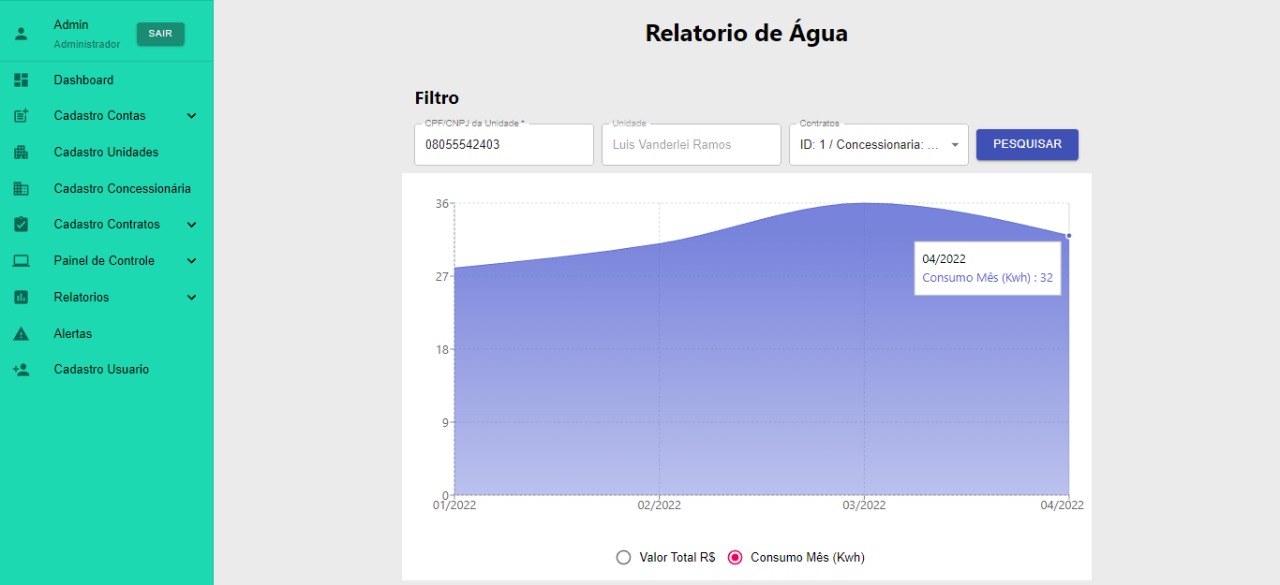 Admin
Administrador
SAIR
Dashboard
Cadastro Contas
Cadastro Unidades
Cadastro Concessionária
Cadastro Contratos
Painel de Controle
Relatorios
Alertas
Cadastro Usuario
Relatorio de Água
Filtro
CPF/CNPJ da Unidade *
08055542403
Unidade
Luis Vanderlei Ramos
Contratos
ID: 1 / Concessionaria: ...
PESQUISAR
36
27
18
9
0
04/2022
Consumo Mês (Kwh) : 32
01/2022
02/2022
03/2022
04/2022
Valor Total R$
Consumo Mês (Kwh)